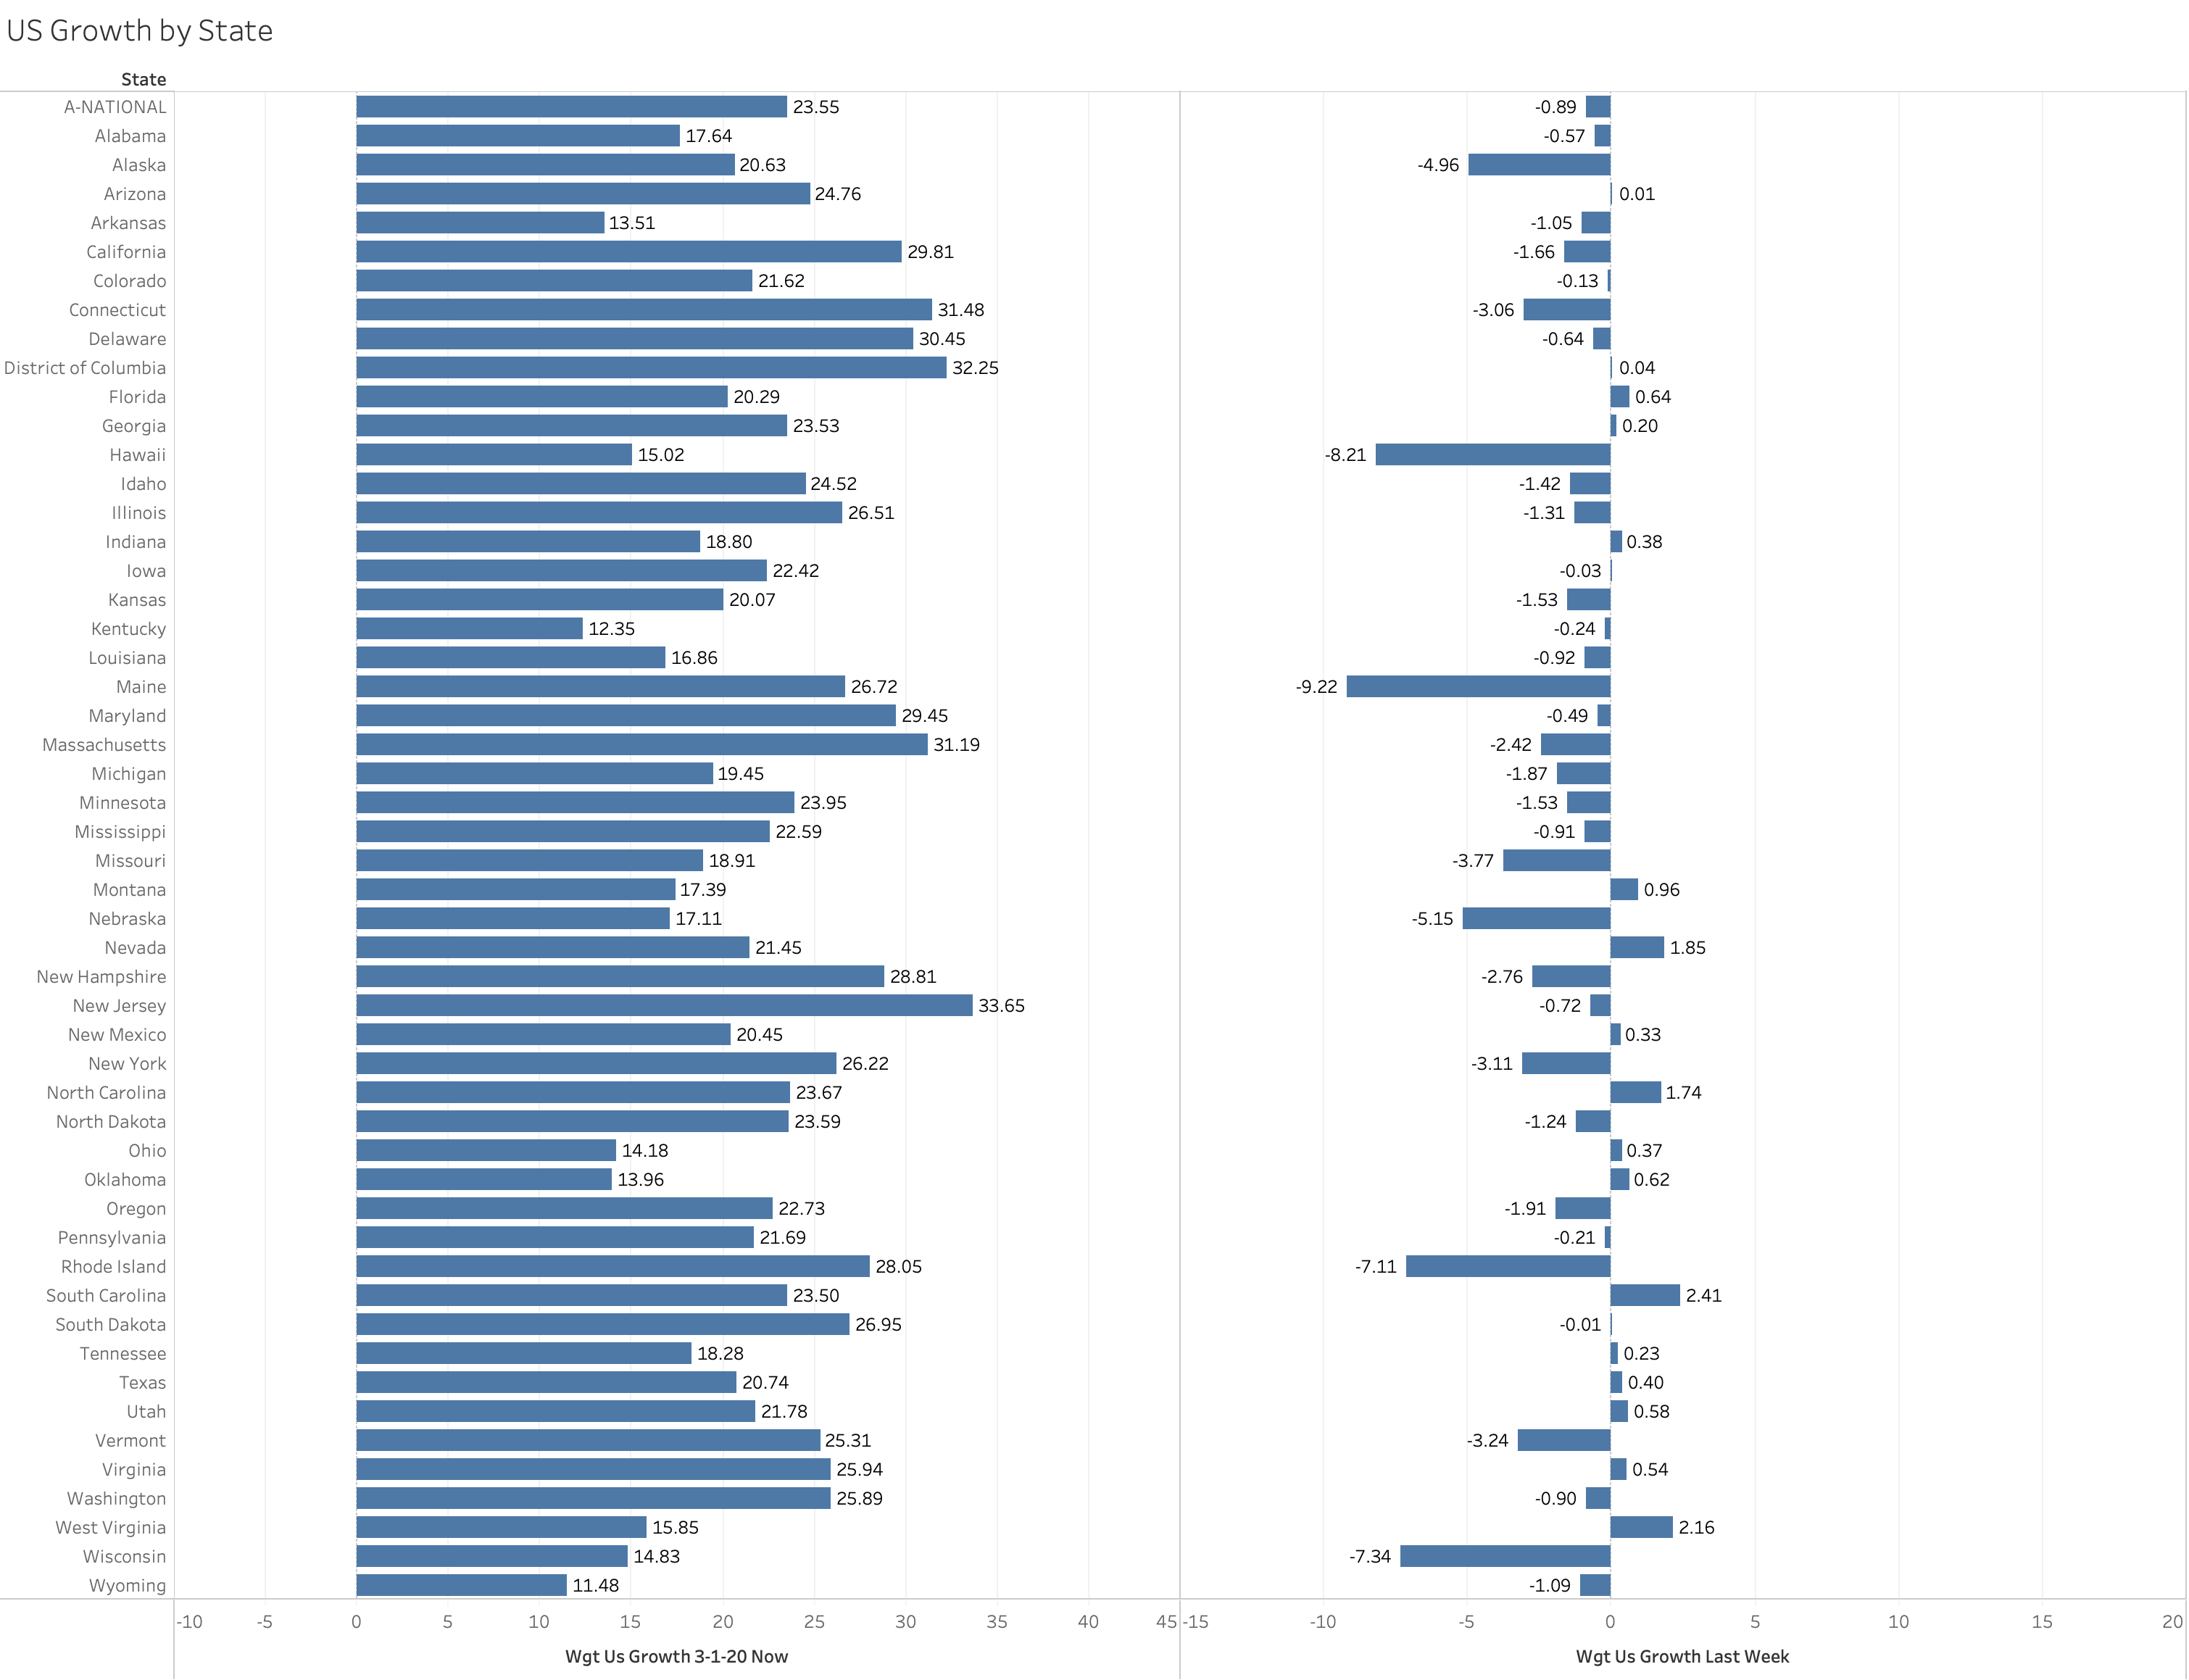 US Growth by State
State
A-NATIONAL 23.55 -0.89
Alabama 17.64 -0.57
Alaska 20.63 -4.96
Arizona 24.76 0.01
Arkansas 13.51 -1.05
California 29.81 -1.66
Colorado 21.62 -0.13
Connecticut 31.48 -3.06
Delaware 30.45 -0.64
District of Columbia 32.25 0.04
Florida 20.29 0.64
Georgia 23.53 0.20
Hawaii 15.02 -8.21
Idaho 24.52 -1.42
Illinois 26.51 -1.31
Indiana 18.80 0.38
Iowa 22.42 -0.03
Kansas 20.07 -1.53
Kentucky 12.35 -0.24
Louisiana 16.86 -0.92
Maine 26.72 -9.22
Maryland 29.45 -0.49
Massachusetts 31.19 -2.42
Michigan 19.45 -1.87
Minnesota 23.95 -1.53
Mississippi 22.59 -0.91
Missouri 18.91 -3.77
Montana 17.39 0.96
Nebraska 17.11 -5.15
Nevada 21.45 1.85
New Hampshire 28.81 -2.76
New Jersey 33.65 -0.72
New Mexico 20.45 0.33
New York 26.22 -3.11
North Carolina 23.67 1.74
North Dakota 23.59 -1.24
Ohio 14.18 0.37
Oklahoma 13.96 0.62
Oregon 22.73 -1.91
Pennsylvania 21.69 -0.21
Rhode Island 28.05 -7.11
South Carolina 23.50 2.41
South Dakota 26.95 -0.01
Tennessee 18.28 0.23
Texas 20.74 0.40
Utah 21.78 0.58
Vermont 25.31 -3.24
Virginia 25.94 0.54
Washington 25.89 -0.90
West Virginia 15.85 2.16
Wisconsin 14.83 -7.34
Wyoming 11.48 -1.09
-10 -5 0 5 10 15 20 25 30 35 40 45 -15 -10 -5 0 5 10 15 20
Wgt Us Growth 3-1-20 Now Wgt Us Growth Last Week